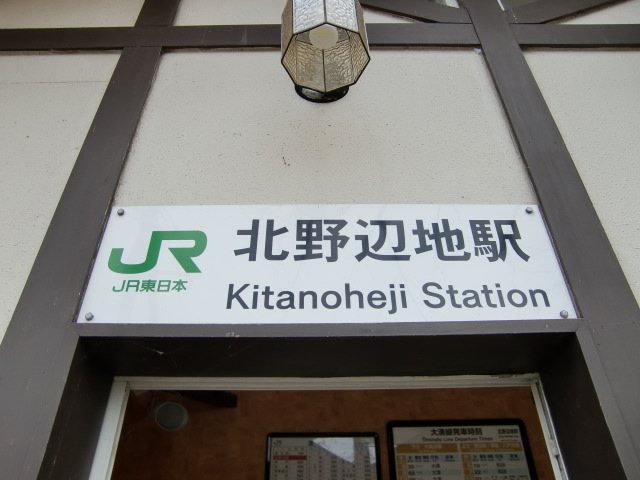 JR
JR東日本
北野辺地駅
Kitanoheji Station
大湊線発車時刻
Ominato Line Departure Times